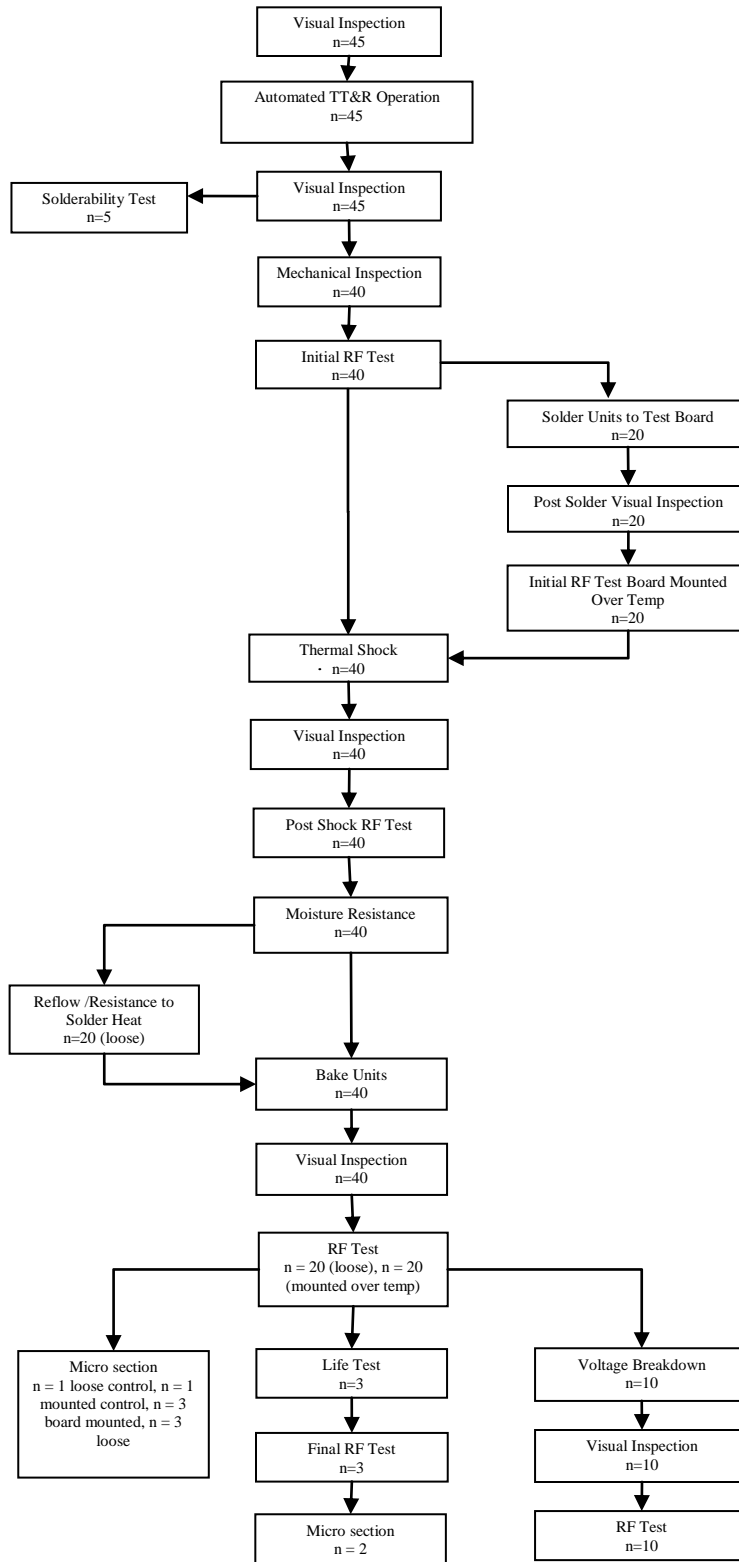 Visual Inspection
n=45
Automated TT&R Operation
n=45
Visual Inspection
n=45
Solderability Test
n=5
Mechanical Inspection
n=40
Initial RF Test
n=40
Solder Units to Test Board
n=20
Post Solder Visual Inspection
n=20
Initial RF Test Board Mounted
Over Temp
n=20
Thermal Shock
· n=40
Visual Inspection
n=40
Post Shock RF Test
n=40
Moisture Resistance
n=40
Reflow /Resistance to
Solder Heat
n=20 (loose)
Bake Units
n=40
Visual Inspection
n=40
RF Test
n = 20 (loose), n = 20
(mounted over temp)
Micro section
n = 1 loose control, n = 1
mounted control, n = 3
board mounted, n = 3
loose
Life Test
n=3
Final RF Test
n=3
Micro section
n = 2
Voltage Breakdown
n=10
Visual Inspection
n=10
RF Test
n=10